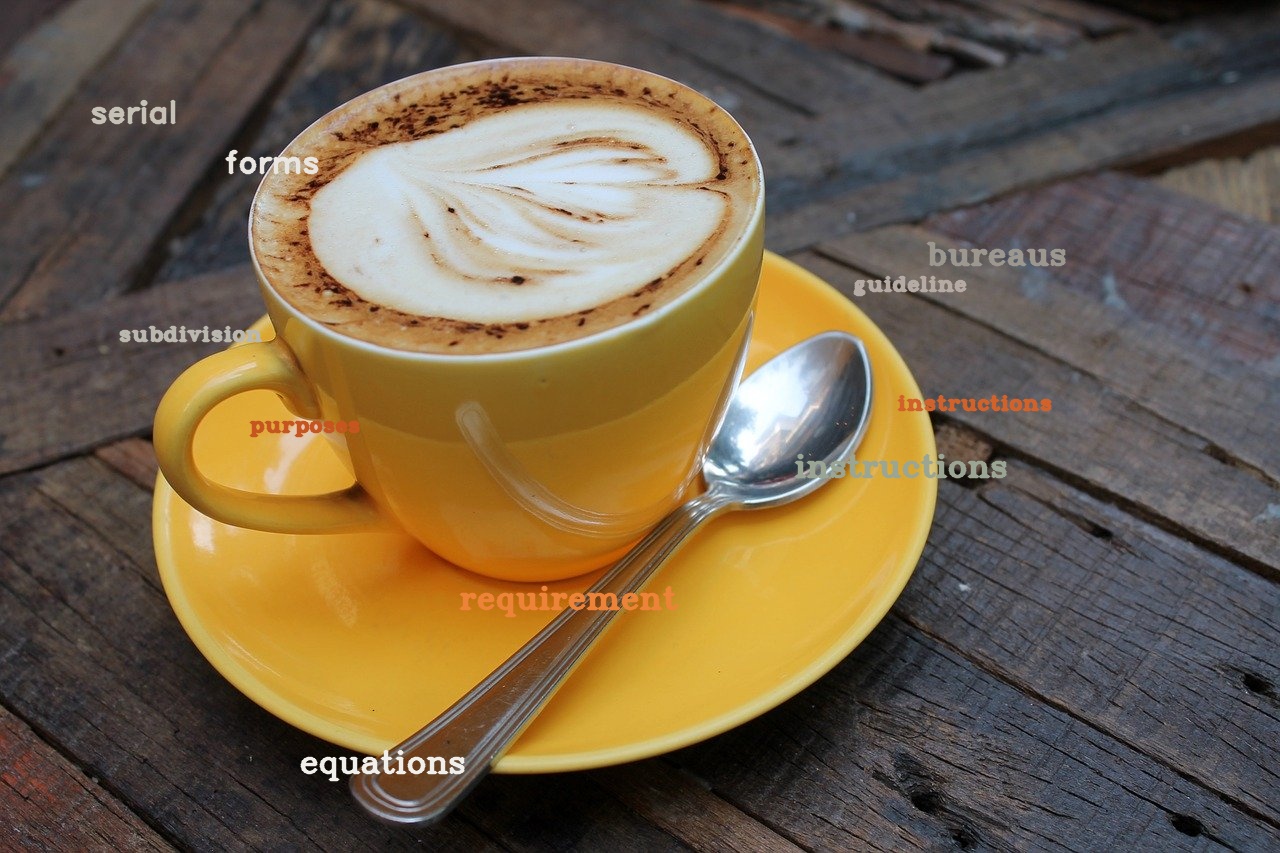 serial
forms
bureaus
guideline
subdivision
instructions
purposes
instructions
requirement
equations